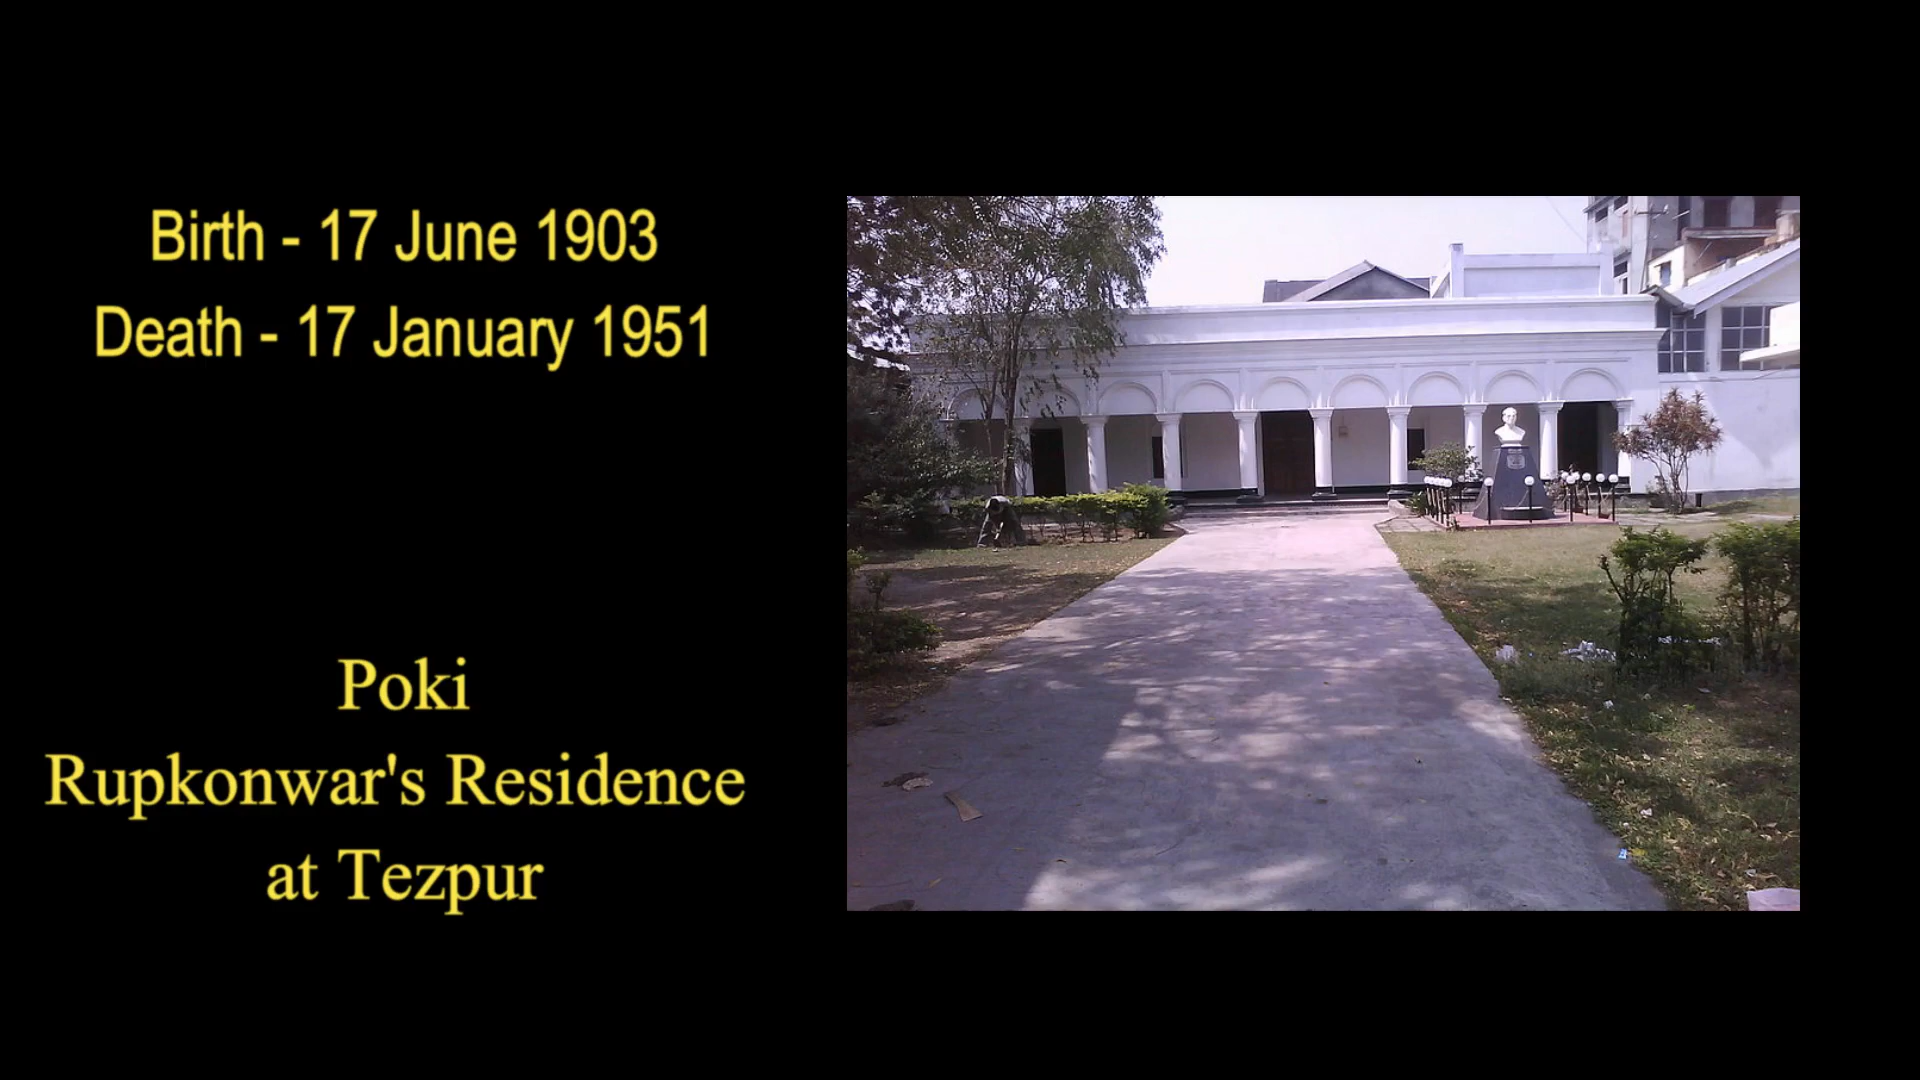 Birth - 17 June 1903
Death - 17 January 1951
Poki
Rupkonwar's Residence
at Tezpur